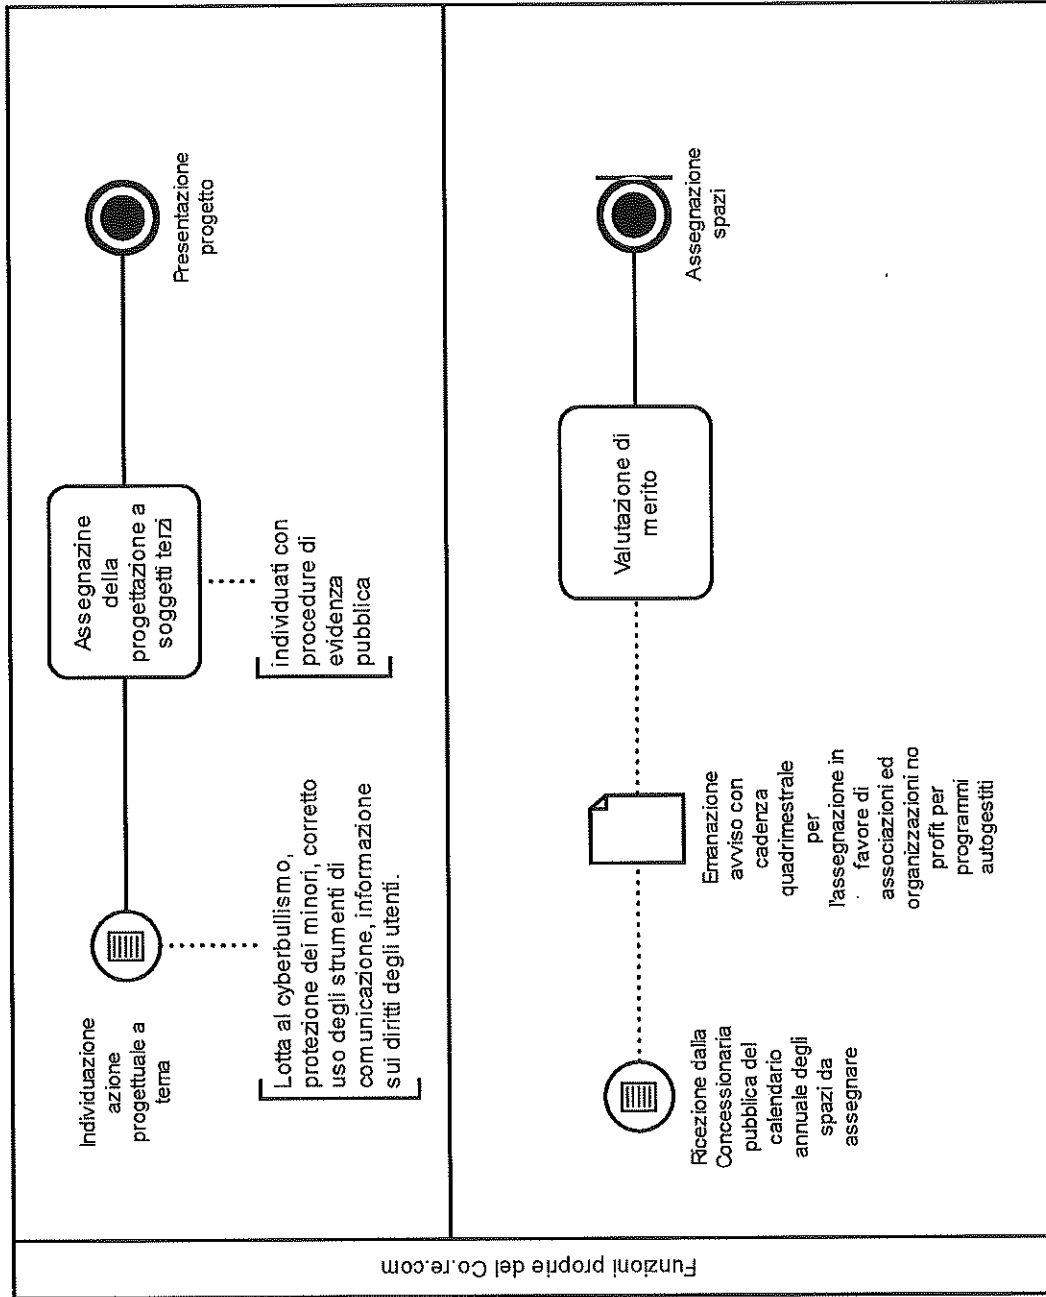 Funzioni proprie del Co.re.com
Individuazione
azione
progettuale a
tema
Lotta al cyberbullismo,
protezione dei minori, corretto
uso degli strumenti di
comunicazione, informazione
sui diritti degli utenti.
Assegnazine
della
progettazione a
soggetti terzi
individuati con
procedure di
evidenza
pubblica
Presentazione
progetto
Ricezione dalla
Concessionaria
pubblica del
calendario
annuale degli
spazi da
assegnare
Emanazione
avviso con
cadenza
quadrimestrale
per
l'assegnazione in
favore di
associazioni ed
organizzazioni no
profit per
programmi
autogestiti
Valutazione di
merito
Assegnazione
spazi